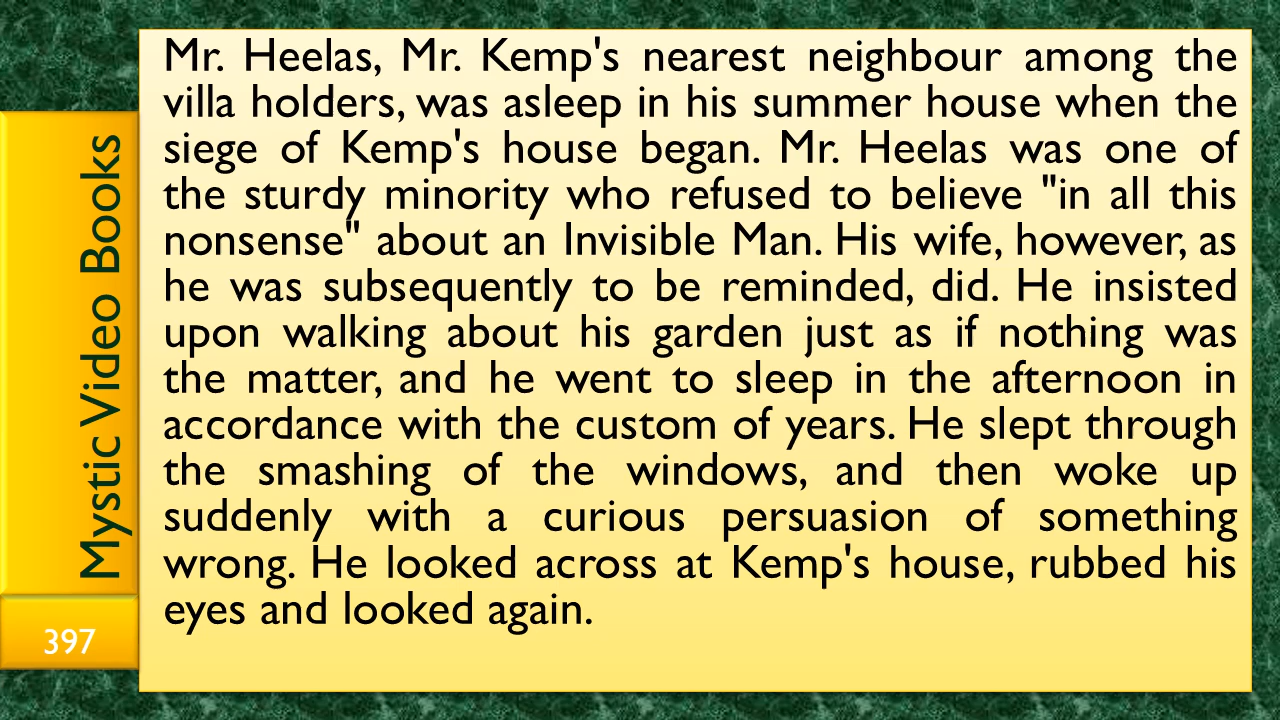 Mr. Heelas, Mr. Kemp's nearest neighbour among the
villa holders, was asleep in his summer house when the
siege of Kemp's house began. Mr. Heelas was one of
the sturdy minority who refused to believe "in all this
nonsense" about an Invisible Man. His wife, however, as
he was subsequently to be reminded, did. He insisted
upon walking about his garden just as if nothing was
the matter, and he went to sleep in the afternoon in
accordance with the custom of years. He slept through
the smashing of the windows, and then woke up
suddenly with a curious persuasion of something
wrong. He looked across at Kemp's house, rubbed his
eyes and looked again.
Mystic Video Books
397